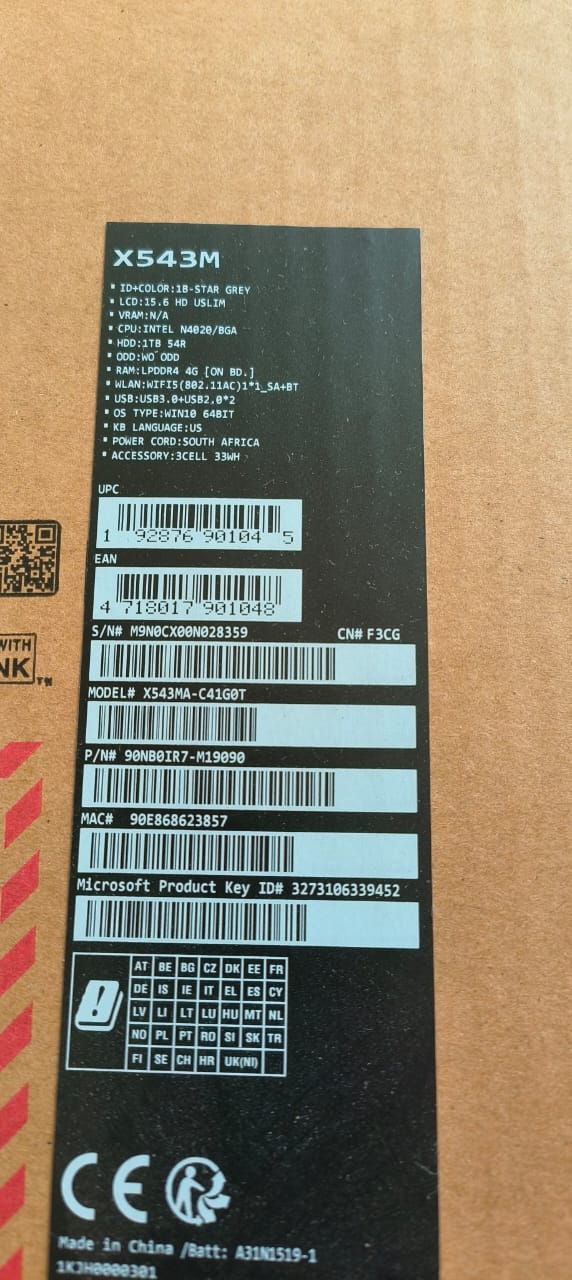 X543M
▪ ID+COLOR:1B-STAR GREY
▪ LCD:15.6 HD USLIM
▪ VRAM:N/A
▪ CPU:INTEL N4020/BGA
▪ HDD:1TB 54R
▪ ODD:WO ODD
▪ RAM:LPDDR4 4G [ON BD.]
▪ WLAN:WIFI5(802.11AC)1*1_SA+BT
▪ USB:USB3.0+USB2.0*2
▪ OS TYPE:WIN10 64BIT
▪ KB LANGUAGE:US
▪ POWER CORD:SOUTH AFRICA
▪ ACCESSORY:3CELL 33WH
UPC
1 92876 90104 5
EAN
4 718017 901048
S/N# M9N0CX00N028359 CN# F3CG
MODEL# X543MA-C41G0T
P/N# 90NB0IR7-M19090
MAC# 90E868623857
Microsoft Product Key ID# 3273106339452
AT BE BG CZ DK EE FR
DE IS IE IT EL ES CY
LV LI LT LU HU MT NL
NO PL PT RO SI SK TR
FI SE CH HR UK(NI)
CE
Made in China /Batt: A31N1519-1
1KJH0000301
WITH
NK™